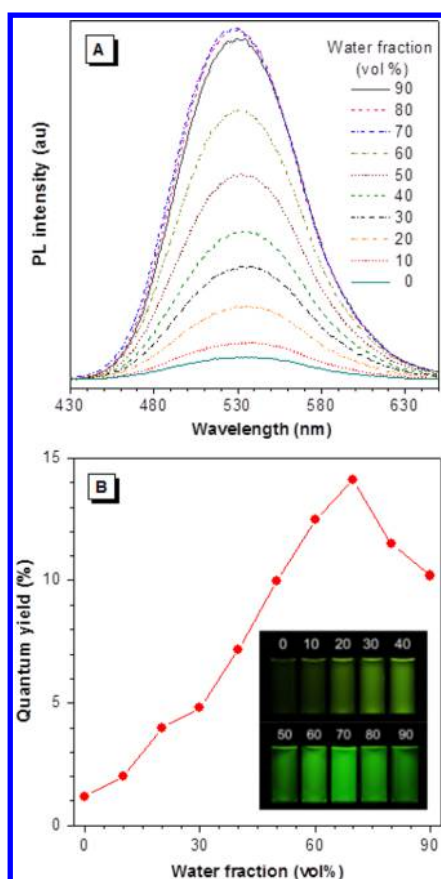 A
Water fraction
(vol %)
90
80
70
60
50
40
30
20
10
0
PL intensity (au)
430 480 530 580 630
Wavelength (nm)
B
15
10
5
0
Quantum yield (%)
0 10 20 30 40
50 60 70 80 90
0 30 60 90
Water fraction (vol%)